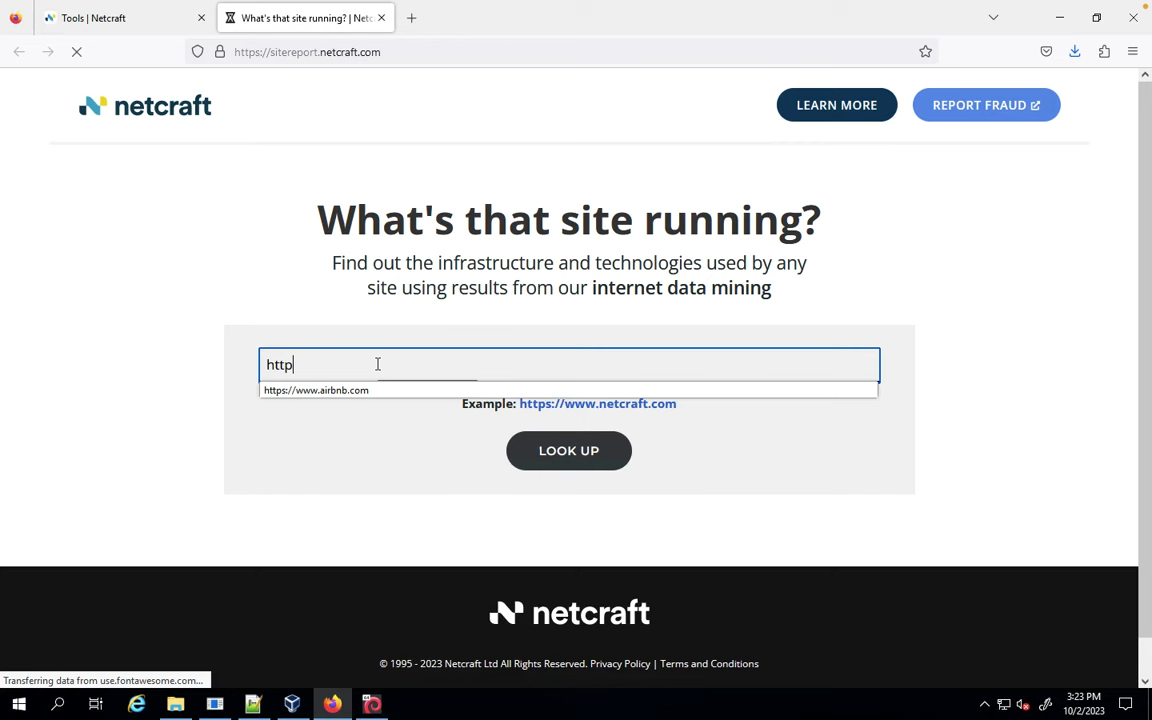 Tools | Netcraft
What's that site running? | Netc
https://sitereport.netcraft.com
netcraft
LEARN MORE
REPORT FRAUD
What's that site running?
Find out the infrastructure and technologies used by any
site using results from our internet data mining
http
https://www.airbnb.com
Example: https://www.netcraft.com
LOOK UP
netcraft
© 1995 - 2023 Netcraft Ltd All Rights Reserved. Privacy Policy | Terms and Conditions
Transferring data from use.fontawesome.com...
3:23 PM
10/2/2023